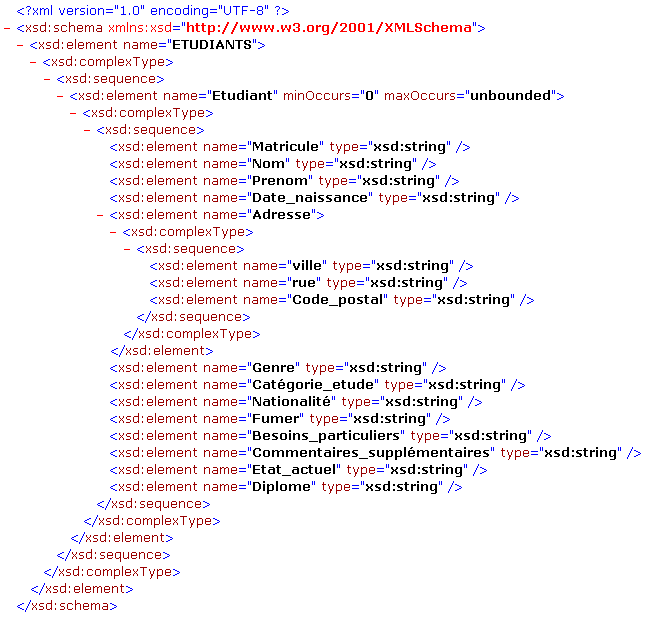 <?xml version="1.0" encoding="UTF-8" ?>
- <xsd:schema xmlns:xsd="http://www.w3.org/2001/XMLSchema">
- <xsd:element name="ETUDIANTS">
- <xsd:complexType>
- <xsd:sequence>
- <xsd:element name="Etudiant" minOccurs="0" maxOccurs="unbounded">
- <xsd:complexType>
- <xsd:sequence>
<xsd:element name="Matricule" type="xsd:string" />
<xsd:element name="Nom" type="xsd:string" />
<xsd:element name="Prenom" type="xsd:string" />
<xsd:element name="Date_naissance" type="xsd:string" />
- <xsd:element name="Adresse">
- <xsd:complexType>
- <xsd:sequence>
<xsd:element name="ville" type="xsd:string" />
<xsd:element name="rue" type="xsd:string" />
<xsd:element name="Code_postal" type="xsd:string" />
</xsd:sequence>
</xsd:complexType>
</xsd:element>
<xsd:element name="Genre" type="xsd:string" />
<xsd:element name="Catégorie_etude" type="xsd:string" />
<xsd:element name="Nationalité" type="xsd:string" />
<xsd:element name="Fumer" type="xsd:string" />
<xsd:element name="Besoins_particuliers" type="xsd:string" />
<xsd:element name="Commentaires_supplémentaires" type="xsd:string" />
<xsd:element name="Etat_actuel" type="xsd:string" />
<xsd:element name="Diplome" type="xsd:string" />
</xsd:sequence>
</xsd:complexType>
</xsd:element>
</xsd:sequence>
</xsd:complexType>
</xsd:element>
</xsd:schema>